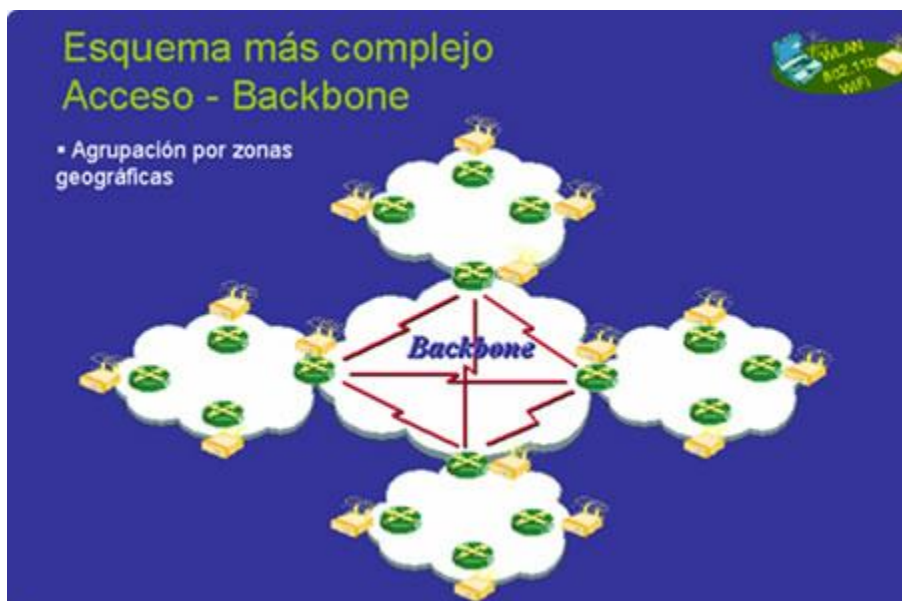 Esquema más complejo
Acceso - Backbone
▪ Agrupación por zonas
geográficas
WLAN
802.11b
WiFi
Backbone